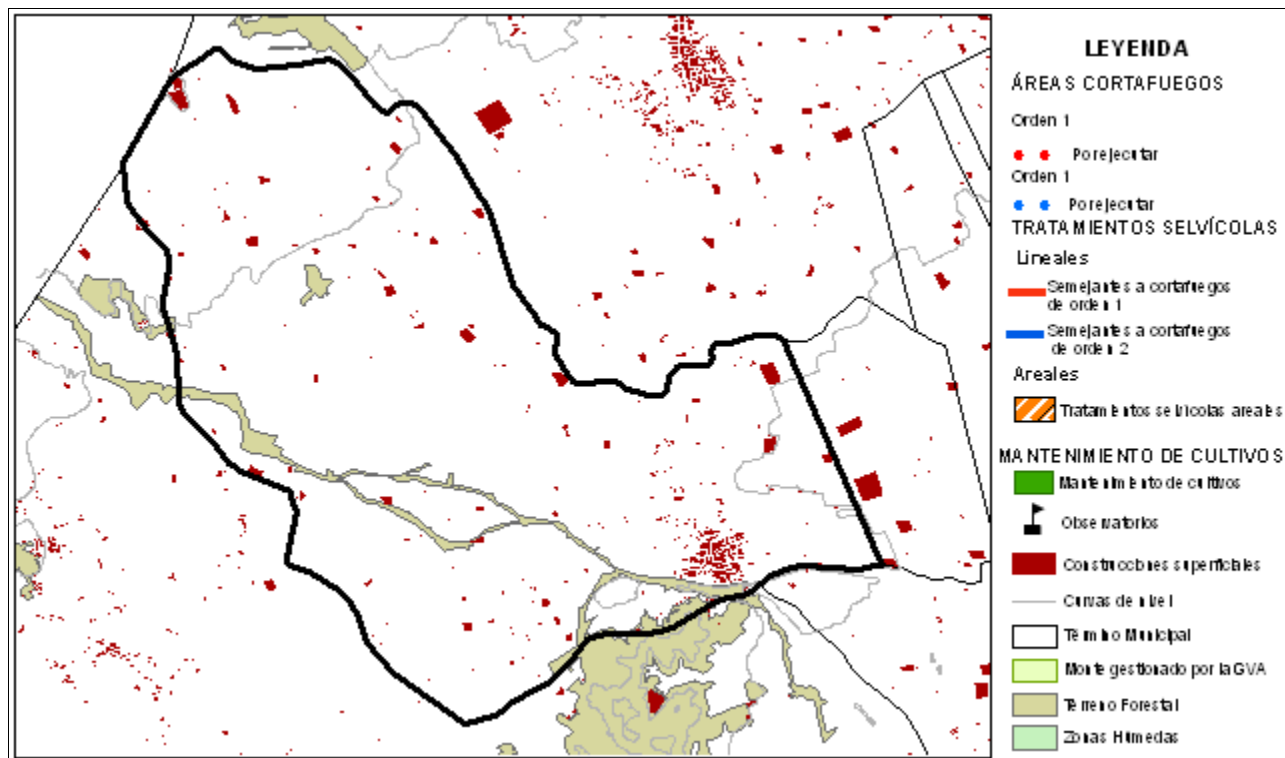 LEYENDA
ÁREAS CORTAFUEGOS
Orden 1
Por ejecutar
Orden 1
Por ejecutar
TRATAMIENTOS SELVÍCOLAS
Lineales
Semejantes a cortafuegos
de orden 1
Semejantes a cortafuegos
de orden 2
Areales
Tratamientos selvícolas areales
MANTENIMIENTO DE CULTIVOS
Mantenimiento de cultivos
Observatorios
Construcciones superficiales
Curvas de nivel
Término Municipal
Monte gestionado por la GVA
Terreno Forestal
Zonas Húmedas